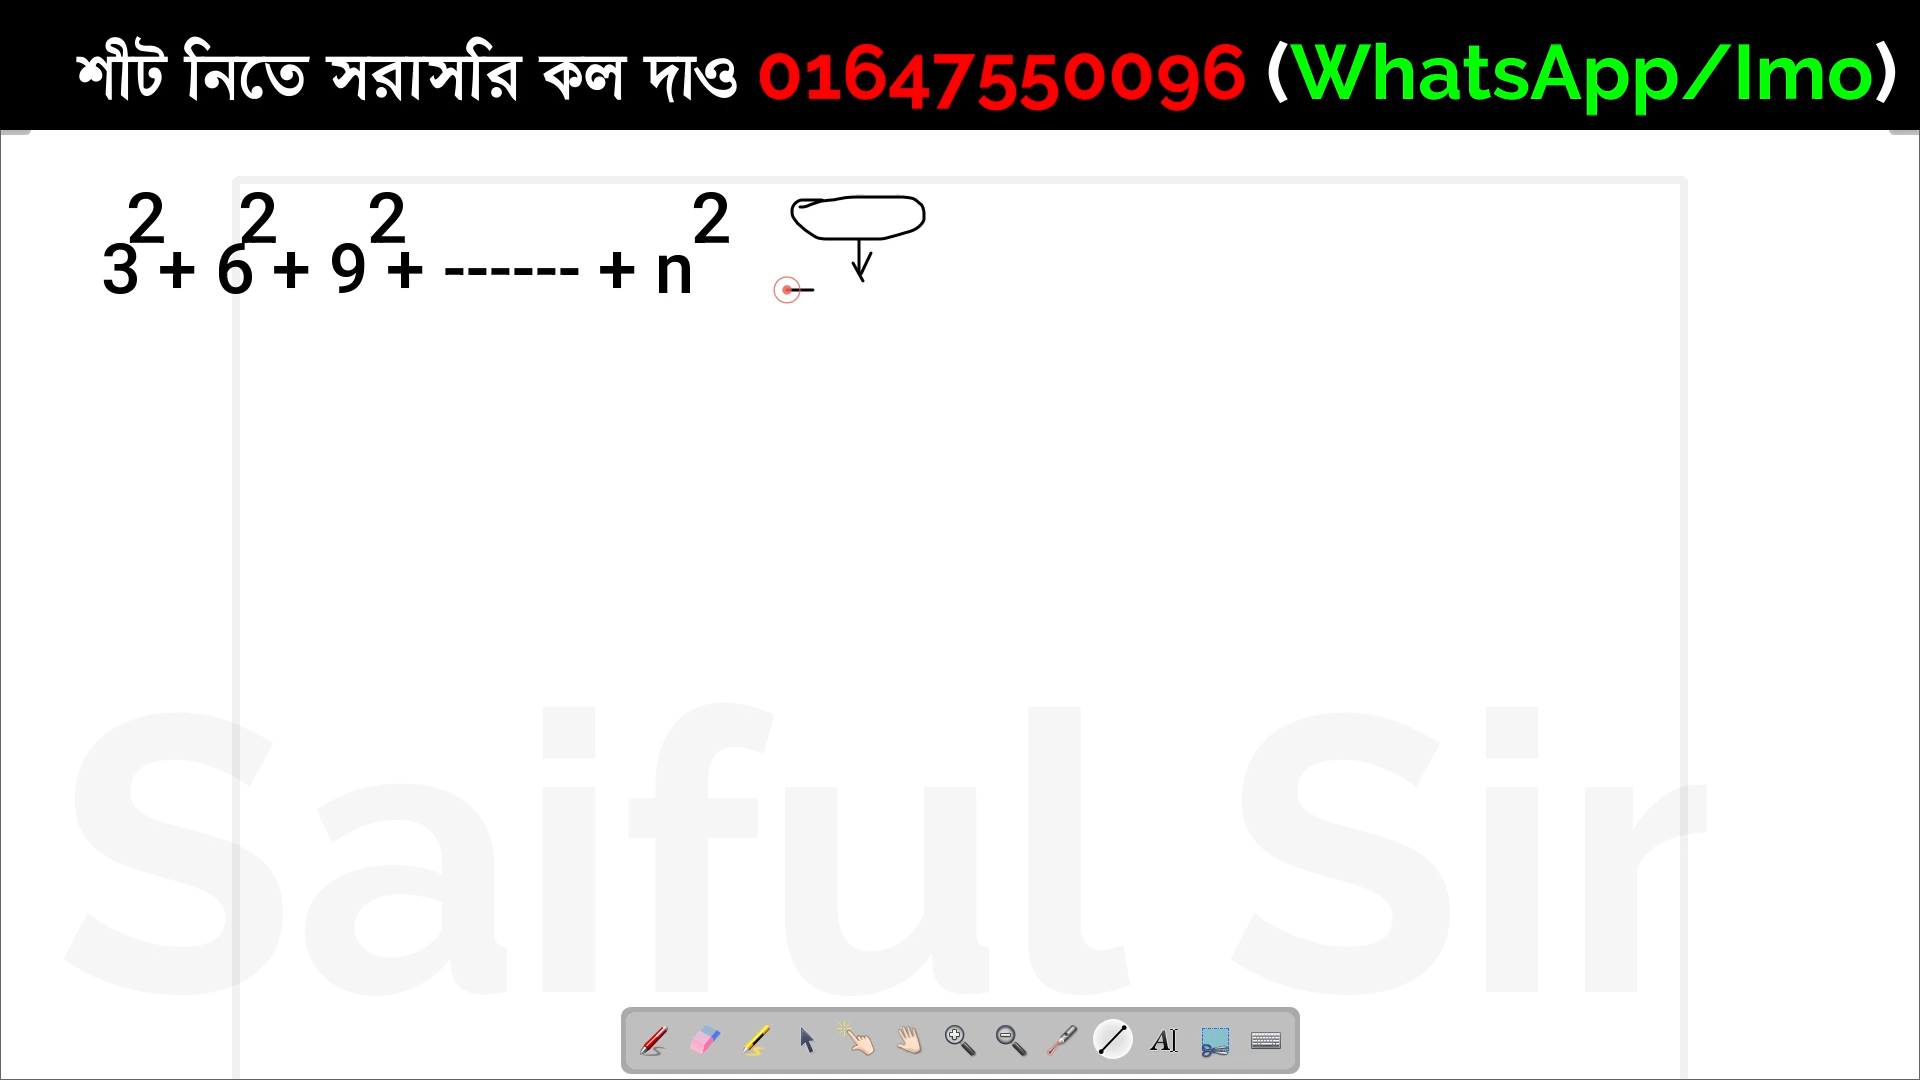 শীট নিতে সরাসরি কল দাও 01647550096 (WhatsApp/Imo)
3²+ 6²+ 9²+ ------ + n²
Saiful Sir